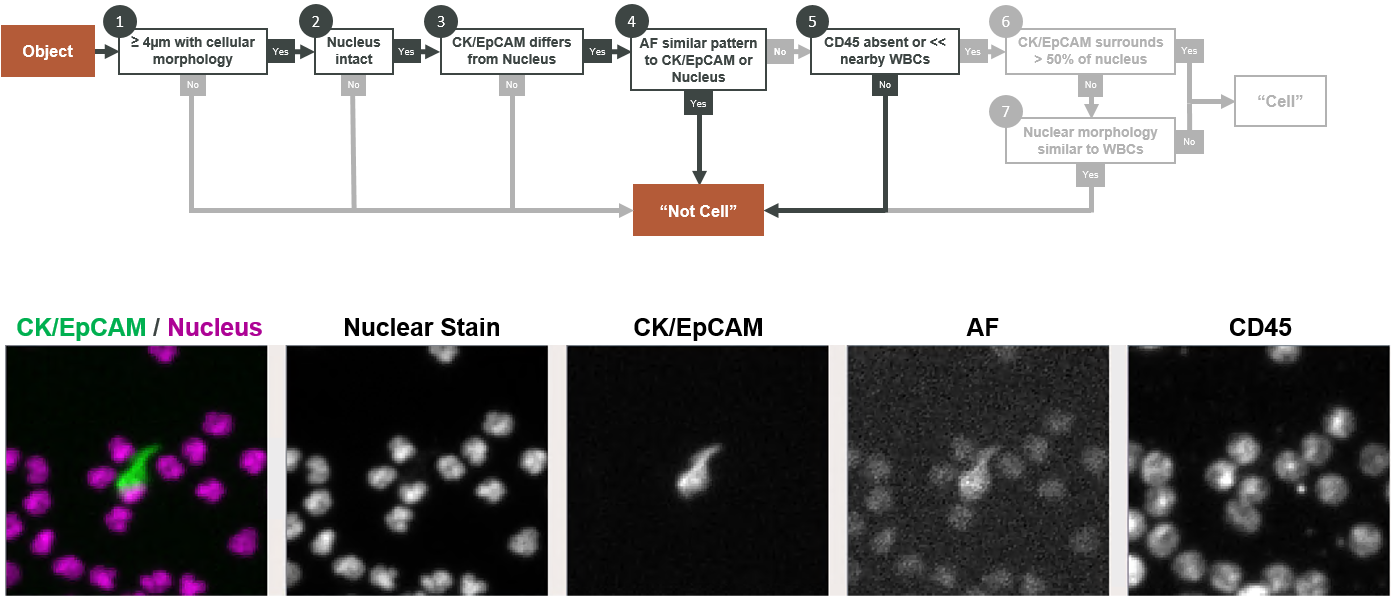 1
2
3
4
5
6
Object
≥ 4µm with cellular
morphology
Yes
No
Nucleus
intact
Yes
No
CK/EpCAM differs
from Nucleus
Yes
No
AF similar pattern
to CK/EpCAM or
Nucleus
No
Yes
CD45 absent or <<
nearby WBCs
Yes
No
CK/EpCAM surrounds
> 50% of nucleus
Yes
No
"Cell"
7
Nuclear morphology
similar to WBCs
No
Yes
"Not Cell"
CK/EpCAM / Nucleus
Nuclear Stain
CK/EpCAM
AF
CD45